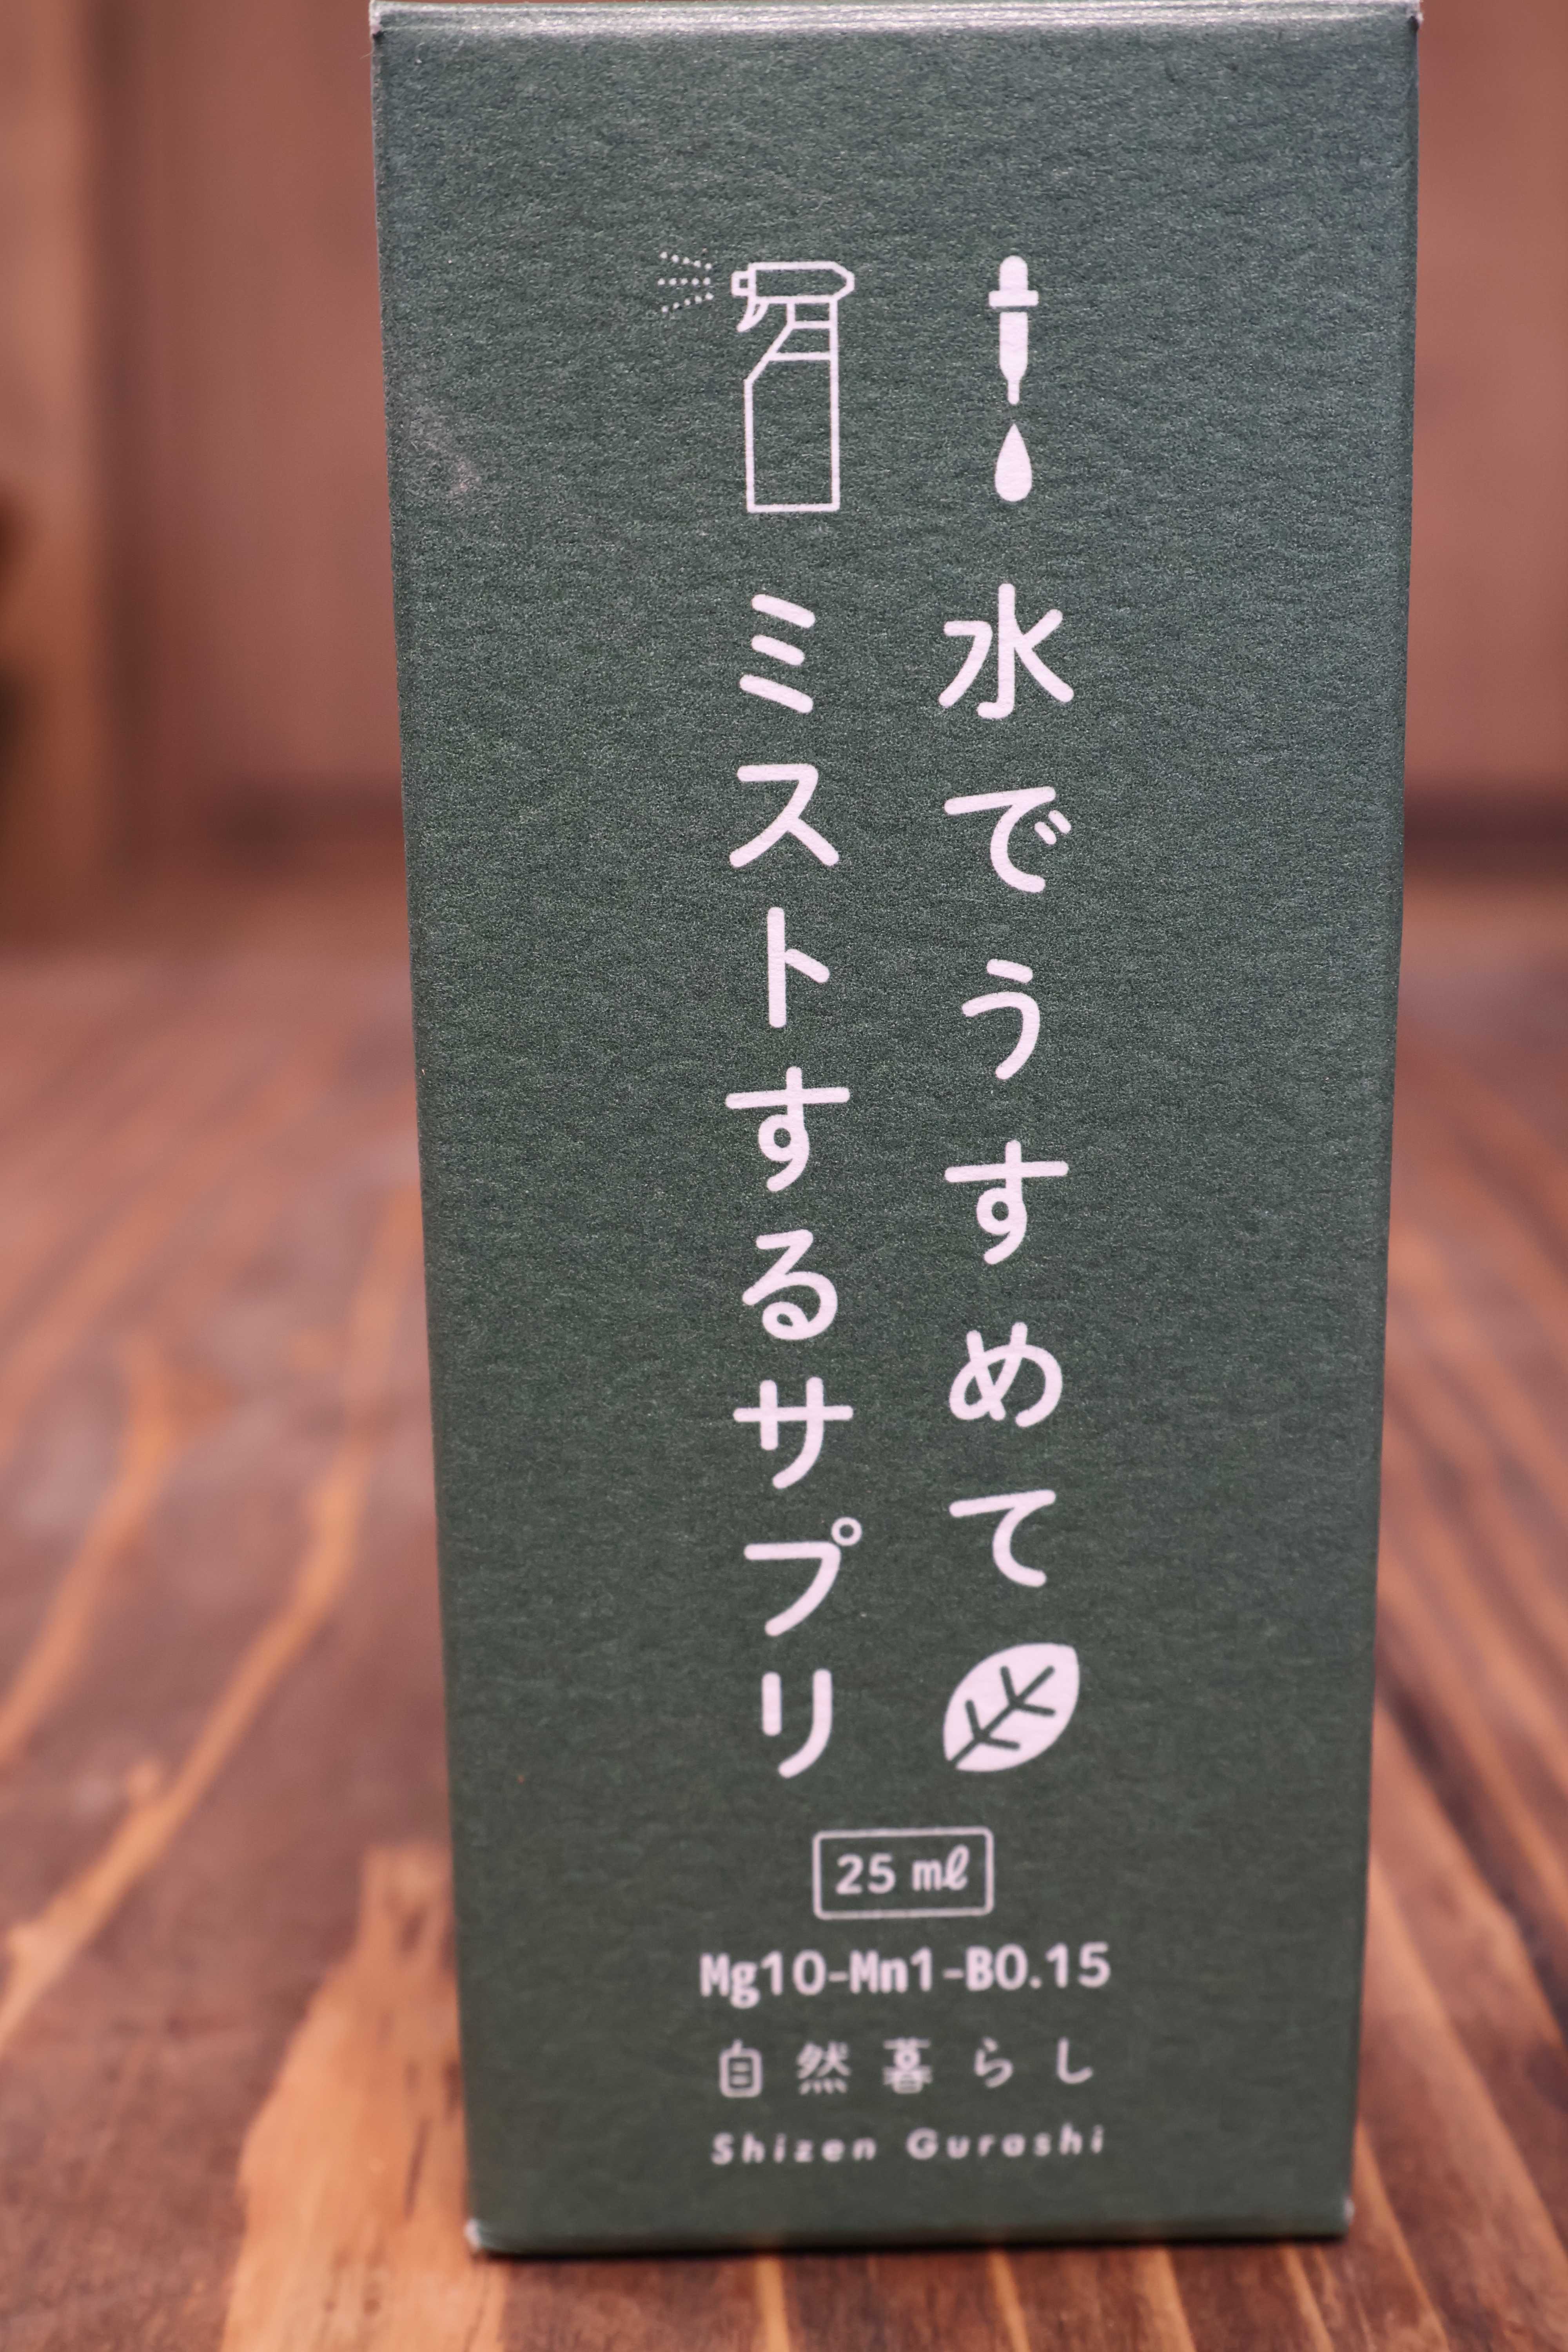 水でうすめて
ミストするサプリ
25 mℓ
Mg10-Mn1-B0.15
自然暮らし
Shizen Gurashi